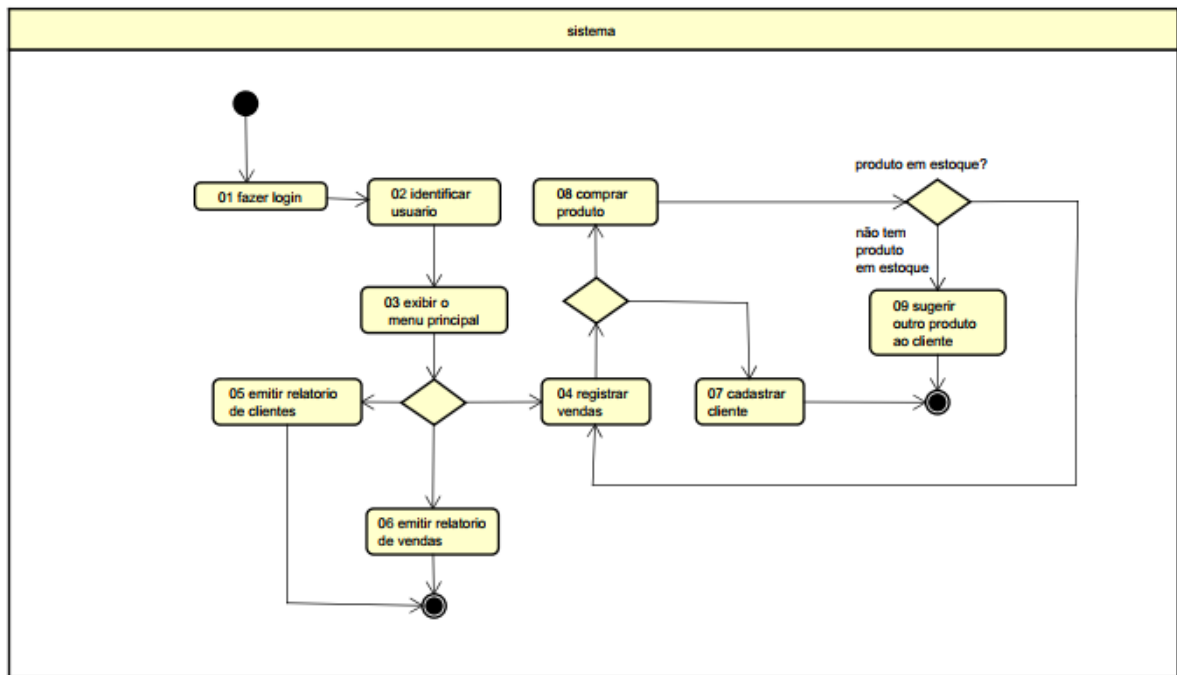 sistema
produto em estoque?
01 fazer login
02 identificar
usuario
08 comprar
produto
não tem
produto
em estoque
03 exibir o
menu principal
09 sugerir
outro produto
ao cliente
05 emitir relatorio
de clientes
04 registrar
vendas
07 cadastrar
cliente
06 emitir relatorio
de vendas